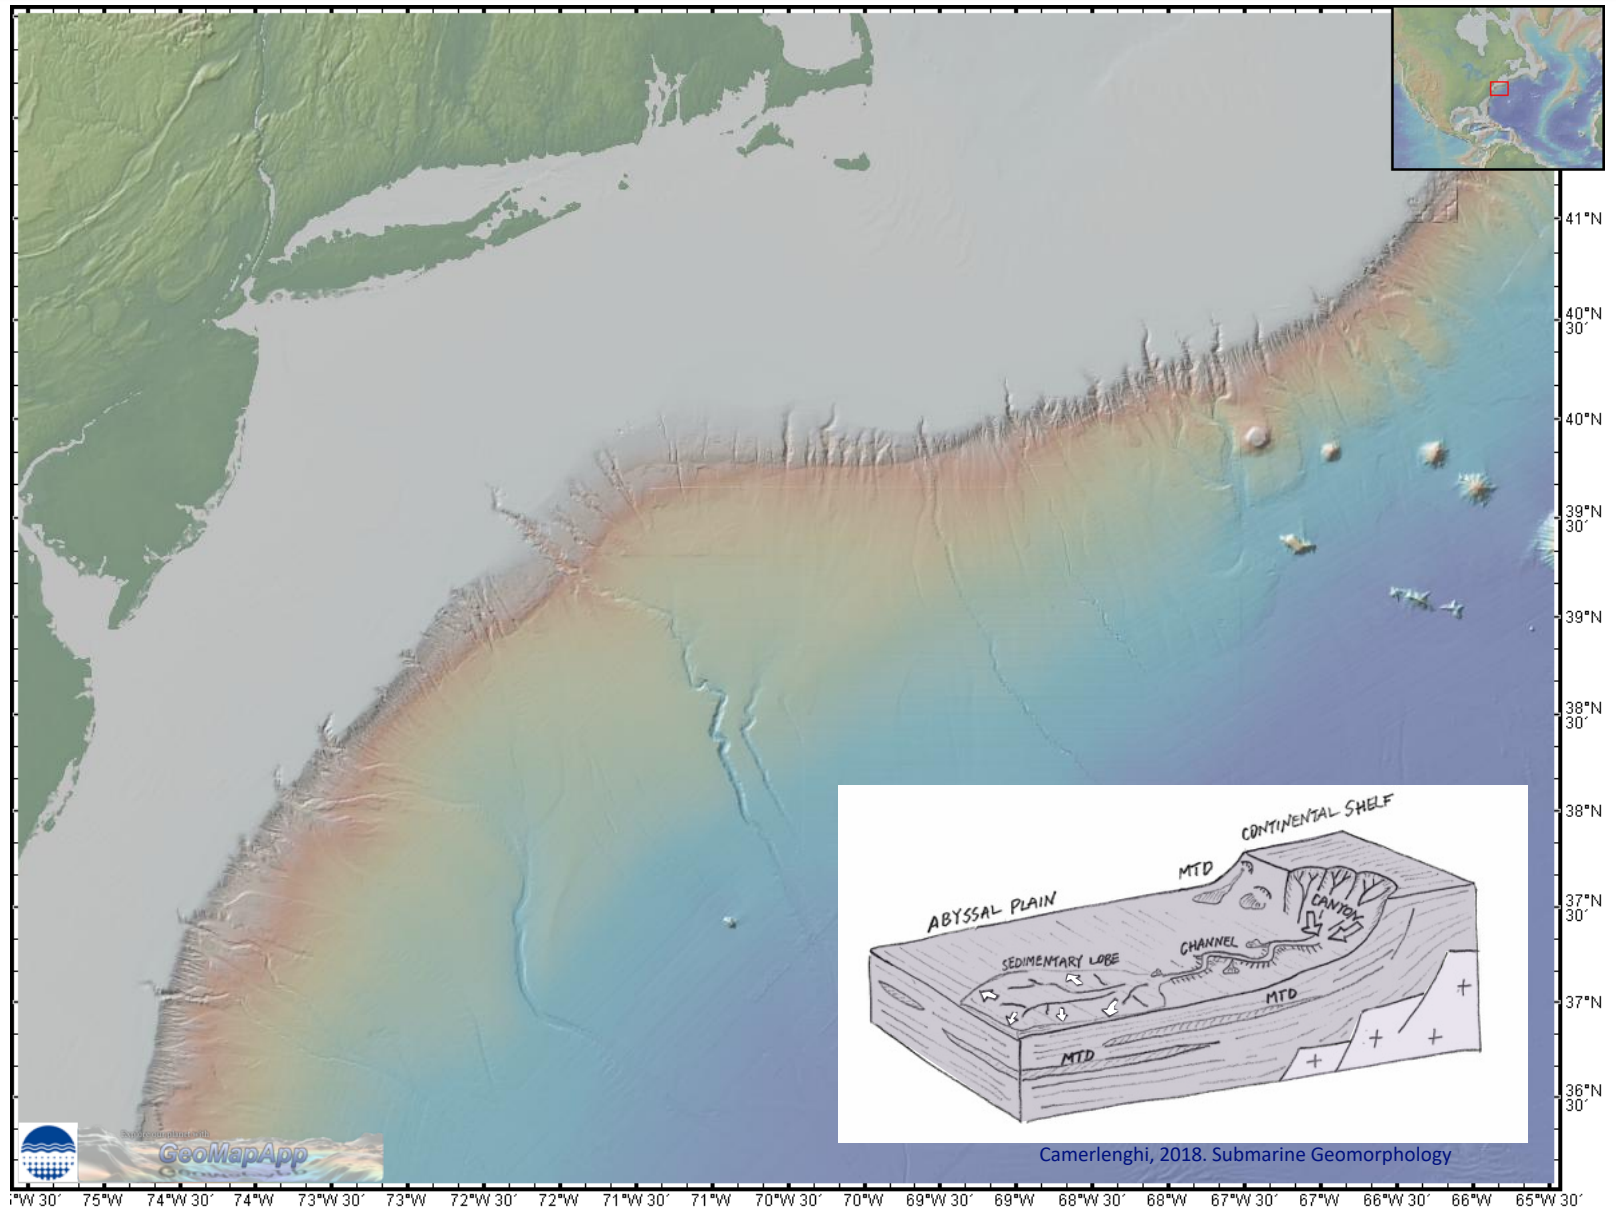 41°N
40°N
30´
40°N
39°N
30´
39°N
38°N
30´
38°N
37°N
30´
37°N
36°N
30´
CONTINENTAL SHELF
MTD
CANYON
ABYSSAL PLAIN
CHANNEL
SEDIMENTARY LOBE
MTD
MTD
Camerlenghi, 2018. Submarine Geomorphology
GeoMapApp
°W 30´ 75°W 74°W 30´ 74°W 73°W 30´ 73°W 72°W 30´ 72°W 71°W 30´ 71°W 70°W 30´ 70°W 69°W 30´ 69°W 68°W 30´ 68°W 67°W 30´ 67°W 66°W 30´ 66°W 65°W 30´